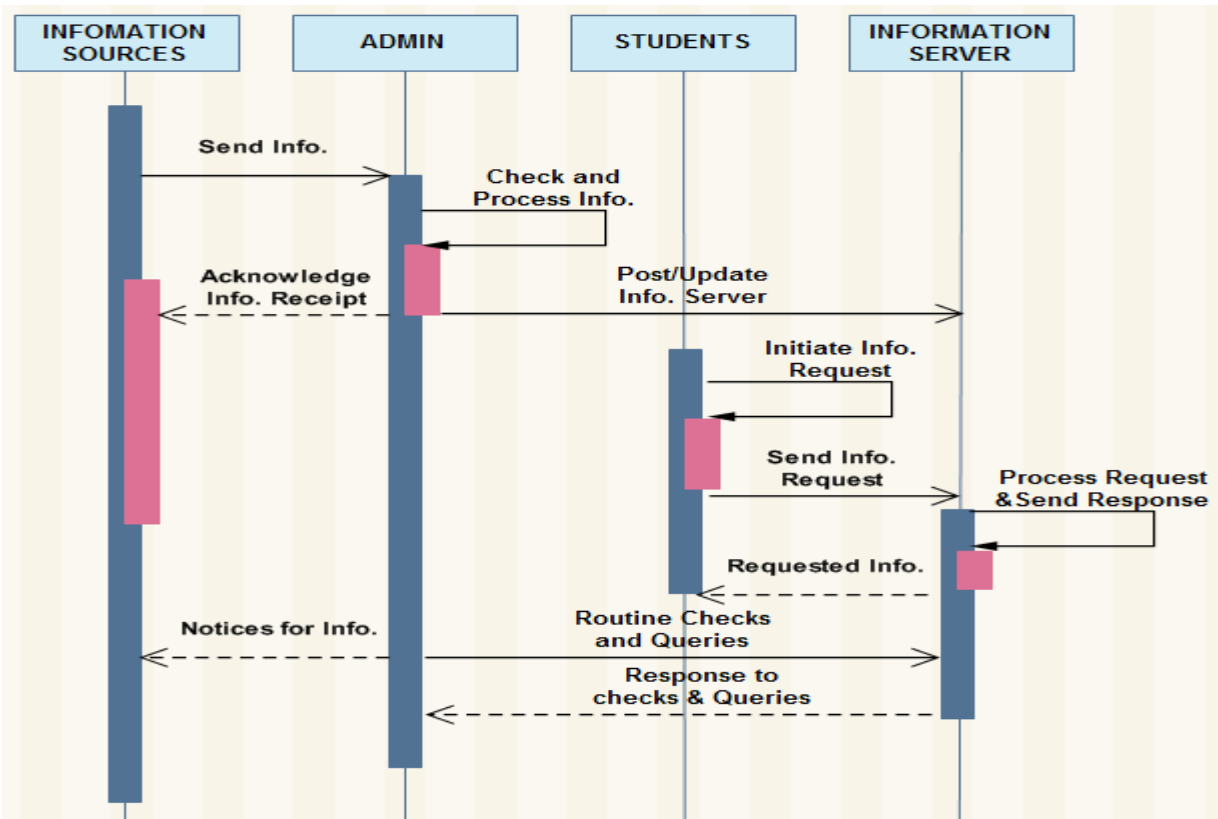 INFOMATION
SOURCES
ADMIN
STUDENTS
INFORMATION
SERVER
Send Info.
Check and
Process Info.
Acknowledge
Info. Receipt
Post/Update
Info. Server
Initiate Info.
Request
Send Info.
Request
Process Request
&Send Response
Requested Info.
Notices for Info.
Routine Checks
and Queries
Response to
checks & Queries